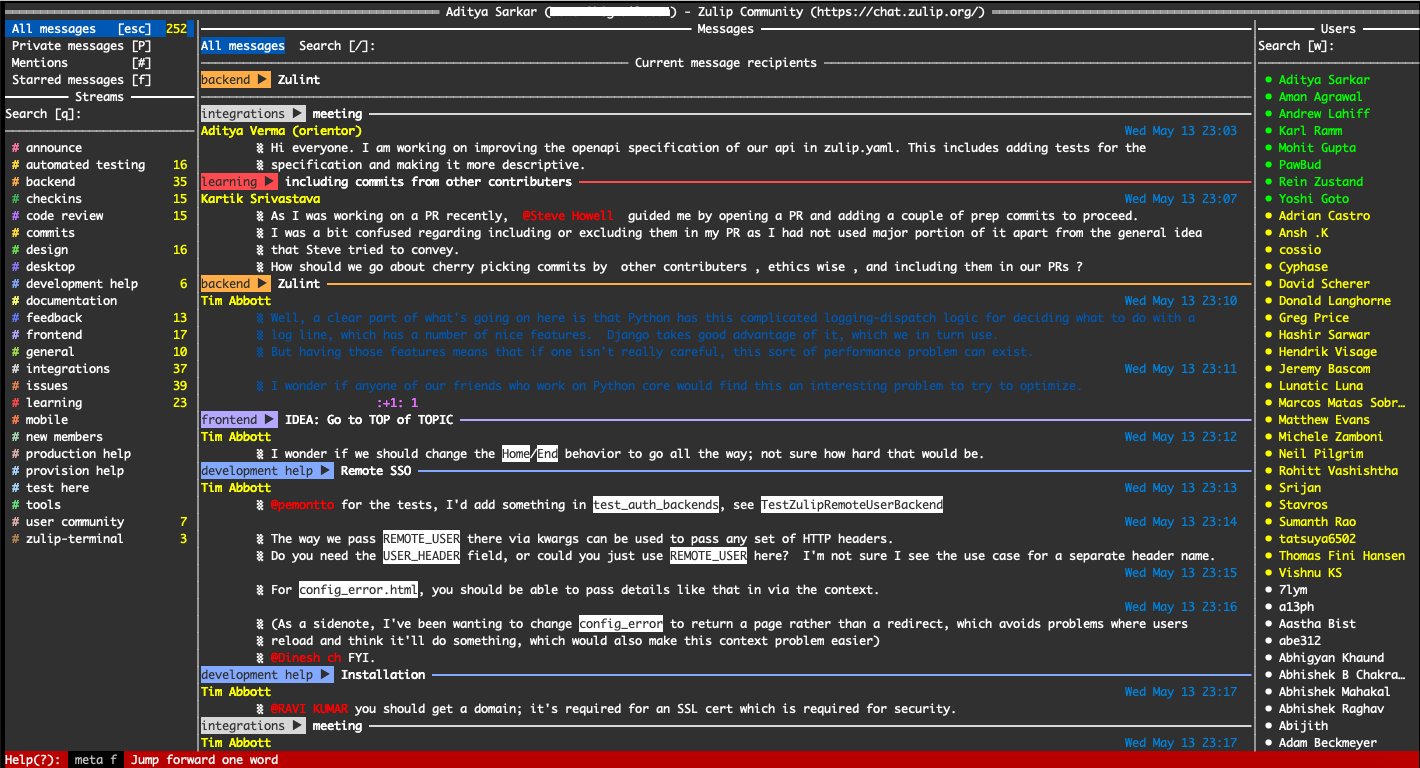 Aditya Sarkar ( ) - Zulip Community (https://chat.zulip.org/)
All messages [esc] 252
Private messages [P]
Mentions [#]
Starred messages [f]
Streams
Search [q]:
# announce
# automated testing 16
# backend 35
# checkins 15
# code review 15
# commits
# design 16
# desktop
# development help 6
# documentation
# feedback 13
# frontend 17
# general 10
# integrations 37
# issues 39
# learning 23
# mobile
# new members
# production help
# provision help
# test here
# tools
# user community 7
# zulip-terminal 3
Messages
All messages Search [/]:
Current message recipients
backend ▶ Zulint
integrations ▶ meeting
Aditya Verma (orientor) Wed May 13 23:03
Hi everyone. I am working on improving the openapi specification of our api in zulip.yaml. This includes adding tests for the
specification and making it more descriptive.
learning ▶ including commits from other contributers
Kartik Srivastava Wed May 13 23:07
As I was working on a PR recently, @Steve Howell guided me by opening a PR and adding a couple of prep commits to proceed.
I was a bit confused regarding including or excluding them in my PR as I had not used major portion of it apart from the general idea
that Steve tried to convey.
How should we go about cherry picking commits by other contributers , ethics wise , and including them in our PRs ?
backend ▶ Zulint
Tim Abbott Wed May 13 23:10
Well, a clear part of what's going on here is that Python has this complicated logging-dispatch logic for deciding what to do with a
log line, which has a number of nice features. Django takes good advantage of it, which we in turn use.
But having those features means that if one isn't really careful, this sort of performance problem can exist.
Wed May 13 23:11
I wonder if anyone of our friends who work on Python core would find this an interesting problem to try to optimize.
:+1: 1
frontend ▶ IDEA: Go to TOP of TOPIC
Tim Abbott Wed May 13 23:12
I wonder if we should change the Home/End behavior to go all the way; not sure how hard that would be.
development help ▶ Remote SSO
Tim Abbott Wed May 13 23:13
@pemontto for the tests, I'd add something in test_auth_backends, see TestZulipRemoteUserBackend
Wed May 13 23:14
The way we pass REMOTE_USER there via kwargs can be used to pass any set of HTTP headers.
Do you need the USER_HEADER field, or could you just use REMOTE_USER here? I'm not sure I see the use case for a separate header name.
Wed May 13 23:15
For config_error.html, you should be able to pass details like that in via the context.
Wed May 13 23:16
(As a sidenote, I've been wanting to change config_error to return a page rather than a redirect, which avoids problems where users
reload and think it'll do something, which would also make this context problem easier)
@Dinesh ch FYI.
development help ▶ Installation
Tim Abbott Wed May 13 23:17
@RAVI KUMAR you should get a domain; it's required for an SSL cert which is required for security.
integrations ▶ meeting
Tim Abbott Wed May 13 23:17
Users
Search [w]:
Aditya Sarkar
Aman Agrawal
Andrew Lahiff
Karl Ramm
Mohit Gupta
PawBud
Rein Zustand
Yoshi Goto
Adrian Castro
Ansh .K
cossio
Cyphase
David Scherer
Donald Langhorne
Greg Price
Hashir Sarwar
Hendrik Visage
Jeremy Bascom
Lunatic Luna
Marcos Matas Sobr…
Matthew Evans
Michele Zamboni
Neil Pilgrim
Rohitt Vashishtha
Srijan
Stavros
Sumanth Rao
tatsuya6502
Thomas Fini Hansen
Vishnu KS
7lym
a13ph
Aastha Bist
abe312
Abhigyan Khaund
Abhishek B Chakra…
Abhishek Mahakal
Abhishek Raghav
Abijith
Adam Beckmeyer
Help(?): meta f Jump forward one word